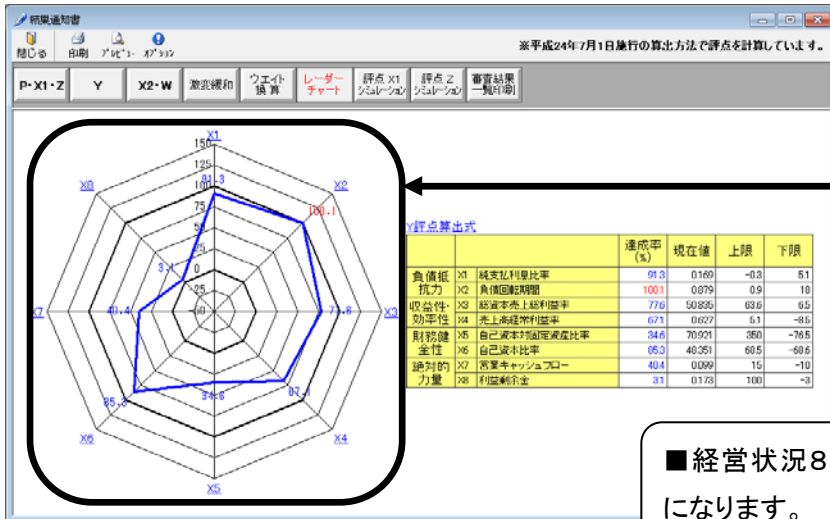 結果通知書
閉じる 印刷 ﾌﾟﾚﾋﾞｭｰ ｵﾌﾟｼｮﾝ
※平成24年7月1日施行の算出方法で評点を計算しています。
P・X1・Z Y X2・W 激変緩和 ウエイト換算 レーダーチャート 評点 X1 ｼﾐｭﾚｰｼｮﾝ 評点 Z ｼﾐｭﾚｰｼｮﾝ 審査結果一覧印刷
X1
150
125
100
91.3
75
50
25
0
-25
-50
X2
100.1
X3
77.6
X4
67.1
X5
34.6
X6
85.3
X7
40.4
X8
3.1
Y評点算出式
達成率(%) 現在値 上限 下限
負債抵抗力 X1 純支払利息比率 91.3 0.169 -0.3 5.1
X2 負債回転期間 100.1 0.879 0.9 18
収益性・効率性 X3 総資本売上総利益率 77.6 50.835 63.6 6.5
X4 売上高経常利益率 67.1 0.627 5.1 -8.5
財務健全性 X5 自己資本対固定資産比率 34.6 70.921 350 -76.5
X6 自己資本比率 85.3 48.351 68.5 -68.6
絶対的力量 X7 営業キャッシュフロー 40.4 0.099 15 -10
X8 利益剰余金 3.1 0.173 100 -3
■経営状況8
になります。